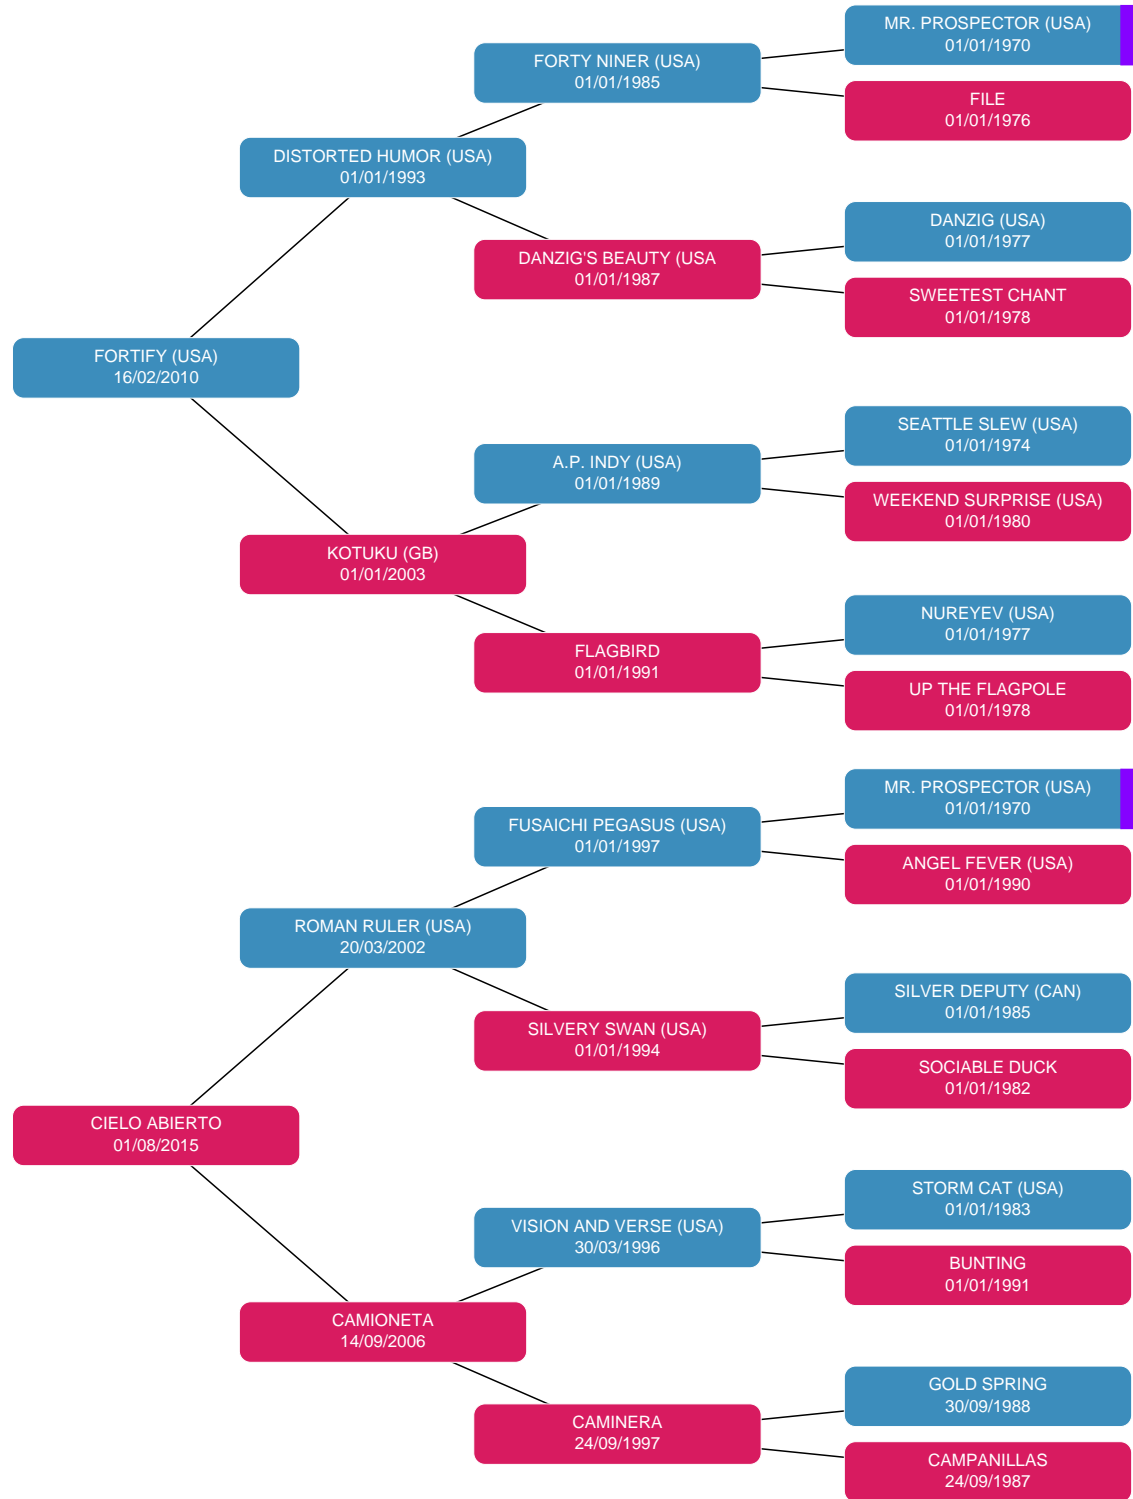 MR. PROSPECTOR (USA)
01/01/1970
FORTY NINER (USA)
01/01/1985
FILE
01/01/1976
DISTORTED HUMOR (USA)
01/01/1993
DANZIG (USA)
01/01/1977
DANZIG'S BEAUTY (USA
01/01/1987
SWEETEST CHANT
01/01/1978
FORTIFY (USA)
16/02/2010
SEATTLE SLEW (USA)
01/01/1974
A.P. INDY (USA)
01/01/1989
WEEKEND SURPRISE (USA)
01/01/1980
KOTUKU (GB)
01/01/2003
NUREYEV (USA)
01/01/1977
FLAGBIRD
01/01/1991
UP THE FLAGPOLE
01/01/1978
MR. PROSPECTOR (USA)
01/01/1970
FUSAICHI PEGASUS (USA)
01/01/1997
ANGEL FEVER (USA)
01/01/1990
ROMAN RULER (USA)
20/03/2002
SILVER DEPUTY (CAN)
01/01/1985
SILVERY SWAN (USA)
01/01/1994
SOCIABLE DUCK
01/01/1982
CIELO ABIERTO
01/08/2015
STORM CAT (USA)
01/01/1983
VISION AND VERSE (USA)
30/03/1996
BUNTING
01/01/1991
CAMIONETA
14/09/2006
GOLD SPRING
30/09/1988
CAMINERA
24/09/1997
CAMPANILLAS
24/09/1987